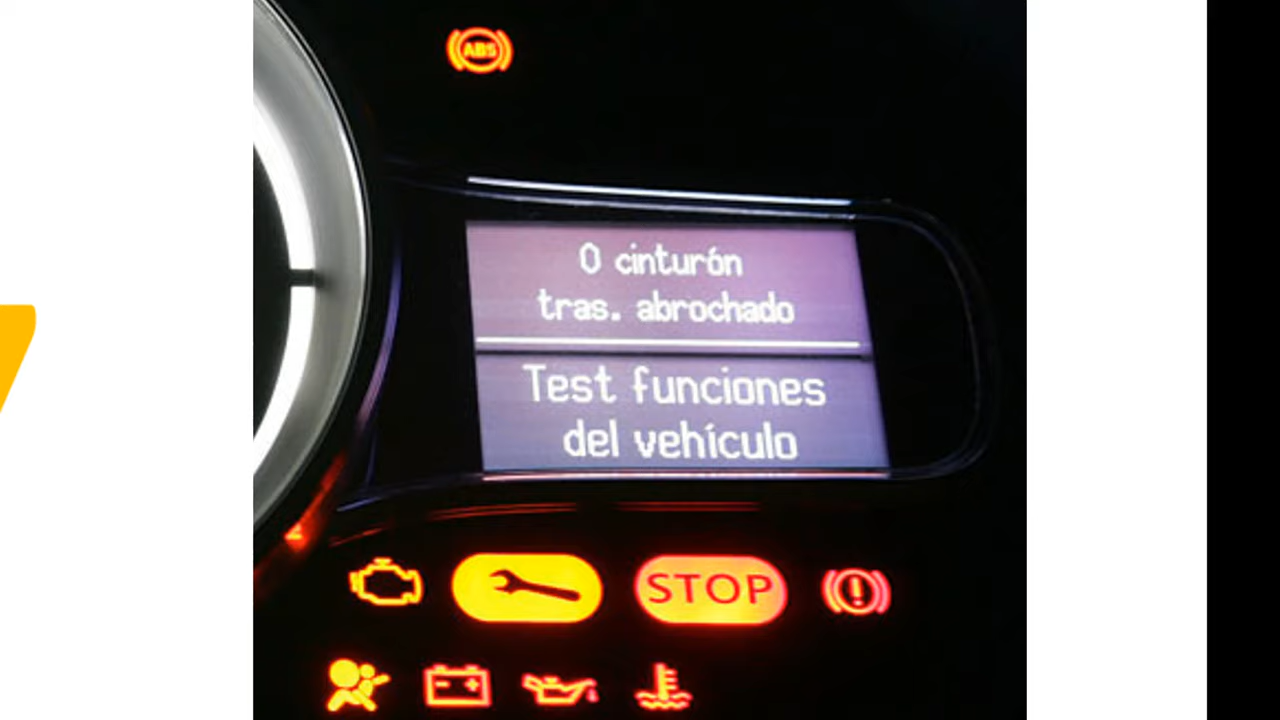 ABS
0 cinturón
tras. abrochado
Test funciones
del vehículo
STOP